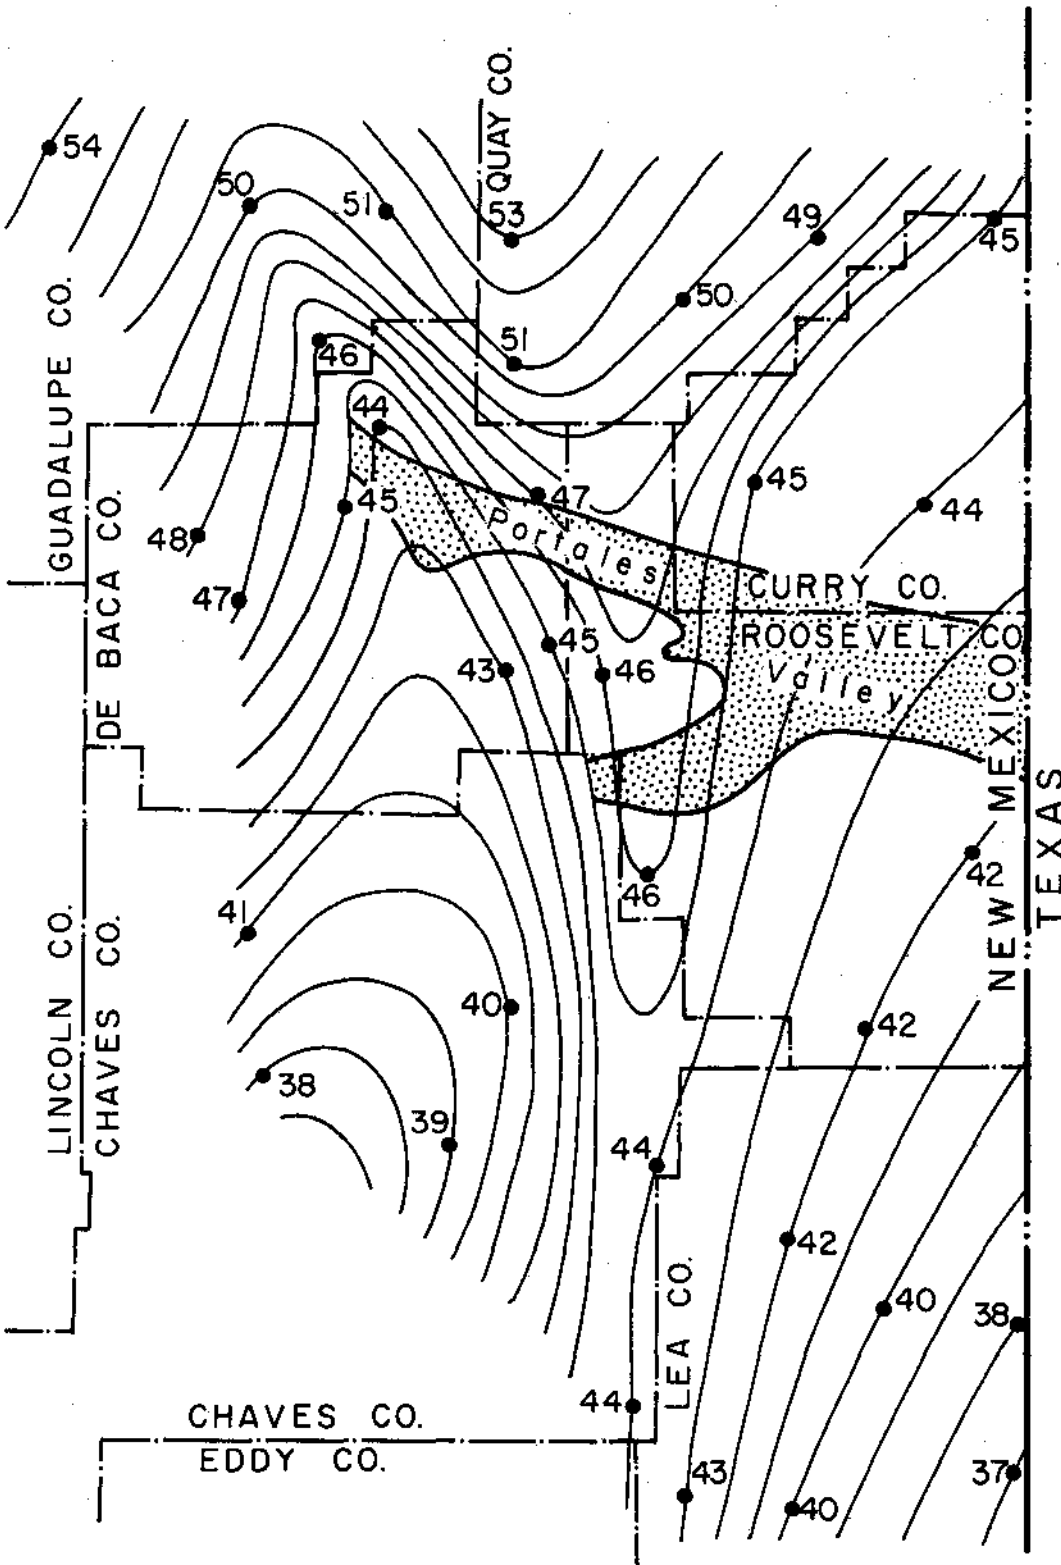 QUAY CO.
54
50
51
53
49
45
50
GUADALUPE CO.
51
46
44
45
44
47
45
48
Portales
47
CURRY CO.
DE BACA CO.
ROOSEVELT CO
45
43
46
Valley
NEW MEXICO
TEXAS
46
42
41
LINCOLN CO.
CHAVES CO.
40
42
38
39
44
42
40
38
LEA CO.
44
CHAVES CO.
EDDY CO.
43
40
37